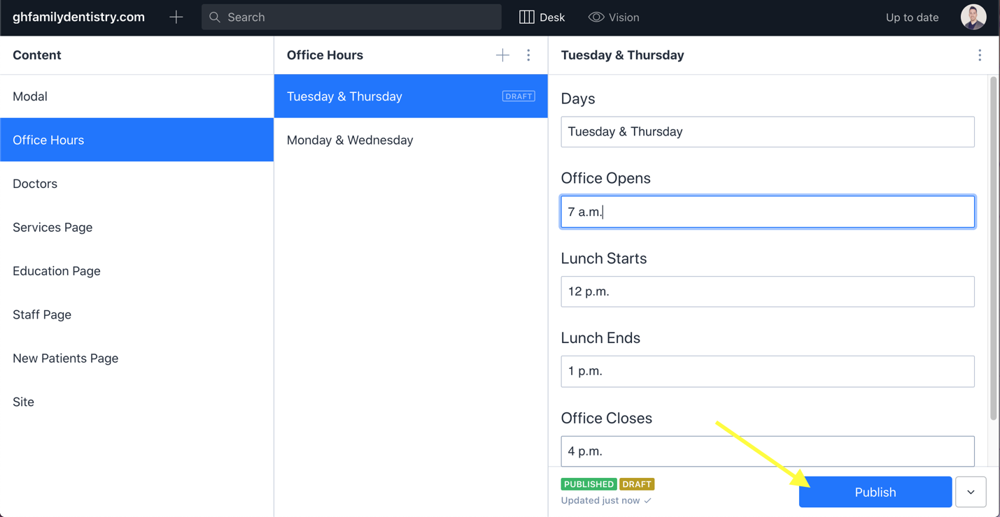 ghfamilydentistry.com
Search
Desk
Vision
Up to date
Content
Modal
Office Hours
Doctors
Services Page
Education Page
Staff Page
New Patients Page
Site
Office Hours
Tuesday & Thursday DRAFT
Monday & Wednesday
Tuesday & Thursday
Days
Tuesday & Thursday
Office Opens
7 a.m.
Lunch Starts
12 p.m.
Lunch Ends
1 p.m.
Office Closes
4 p.m.
PUBLISHED DRAFT
Updated just now
Publish